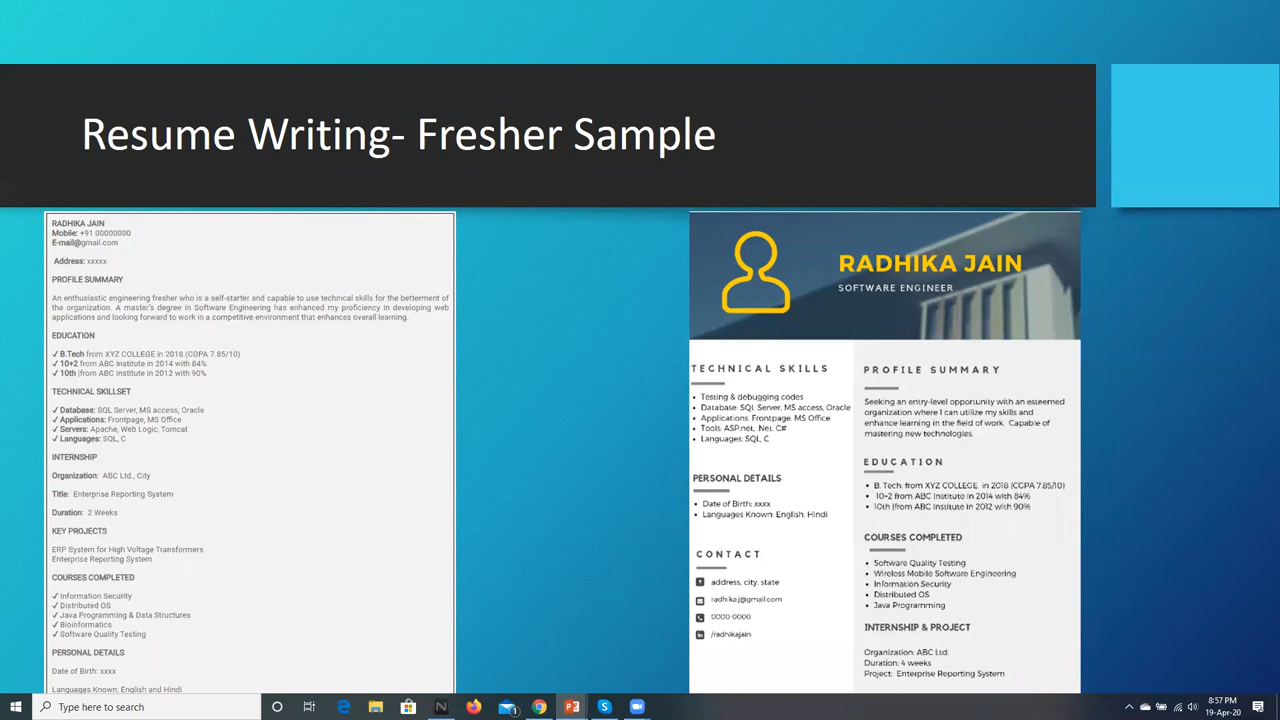 Resume Writing- Fresher Sample
RADHIKA JAIN
Mobile: +91 00000000
E-mail@gmail.com
Address: xxxxx
PROFILE SUMMARY
An enthusiastic engineering fresher who is a self-starter and capable to use technical skills for the betterment of
the organization. A master's degree in Software Engineering has enhanced my proficiency in developing web
applications and looking forward to work in a competitive environment that enhances overall learning.
EDUCATION
✓ B.Tech from XYZ COLLEGE in 2018 (CGPA 7.85/10)
✓ 10+2 from ABC Institute in 2014 with 84%
✓ 10th |from ABC Institute in 2012 with 90%
TECHNICAL SKILLSET
✓ Database: SQL Server, MS access, Oracle
✓ Applications: Frontpage, MS Office
✓ Servers: Apache, Web Logic, Tomcat
✓ Languages: SQL, C
INTERNSHIP
Organization: ABC Ltd., City
Title: Enterprise Reporting System
Duration: 2 Weeks
KEY PROJECTS
ERP System for High Voltage Transformers
Enterprise Reporting System
COURSES COMPLETED
✓ Information Security
✓ Distributed OS
✓ Java Programming & Data Structures
✓ Bioinformatics
✓ Software Quality Testing
PERSONAL DETAILS
Date of Birth: xxxx
Languages Known: English and Hindi
RADHIKA JAIN
SOFTWARE ENGINEER
TECHNICAL SKILLS
• Testing & debugging codes
• Database: SQL Server, MS access, Oracle
• Applications: Frontpage, MS Office
• Tools: ASP.net, .Net, C#
• Languages: SQL, C
PERSONAL DETAILS
• Date of Birth: xxxx
• Languages Known: English, Hindi
CONTACT
address, city, state
radhika.j@gmail.com
0000-0000
/radhikajain
PROFILE SUMMARY
Seeking an entry-level opportunity with an esteemed
organization where I can utilize my skills and
enhance learning in the field of work. Capable of
mastering new technologies.
EDUCATION
• B. Tech. from XYZ COLLEGE in 2018 (CGPA 7.85/10)
• 10+2 from ABC Institute in 2014 with 84%
• 10th |from ABC Institute in 2012 with 90%
COURSES COMPLETED
• Software Quality Testing
• Wireless Mobile Software Engineering
• Information Security
• Distributed OS
• Java Programming
INTERNSHIP & PROJECT
Organization: ABC Ltd.
Duration: 4 weeks
Project: Enterprise Reporting System
Type here to search
8:57 PM
19-Apr-20